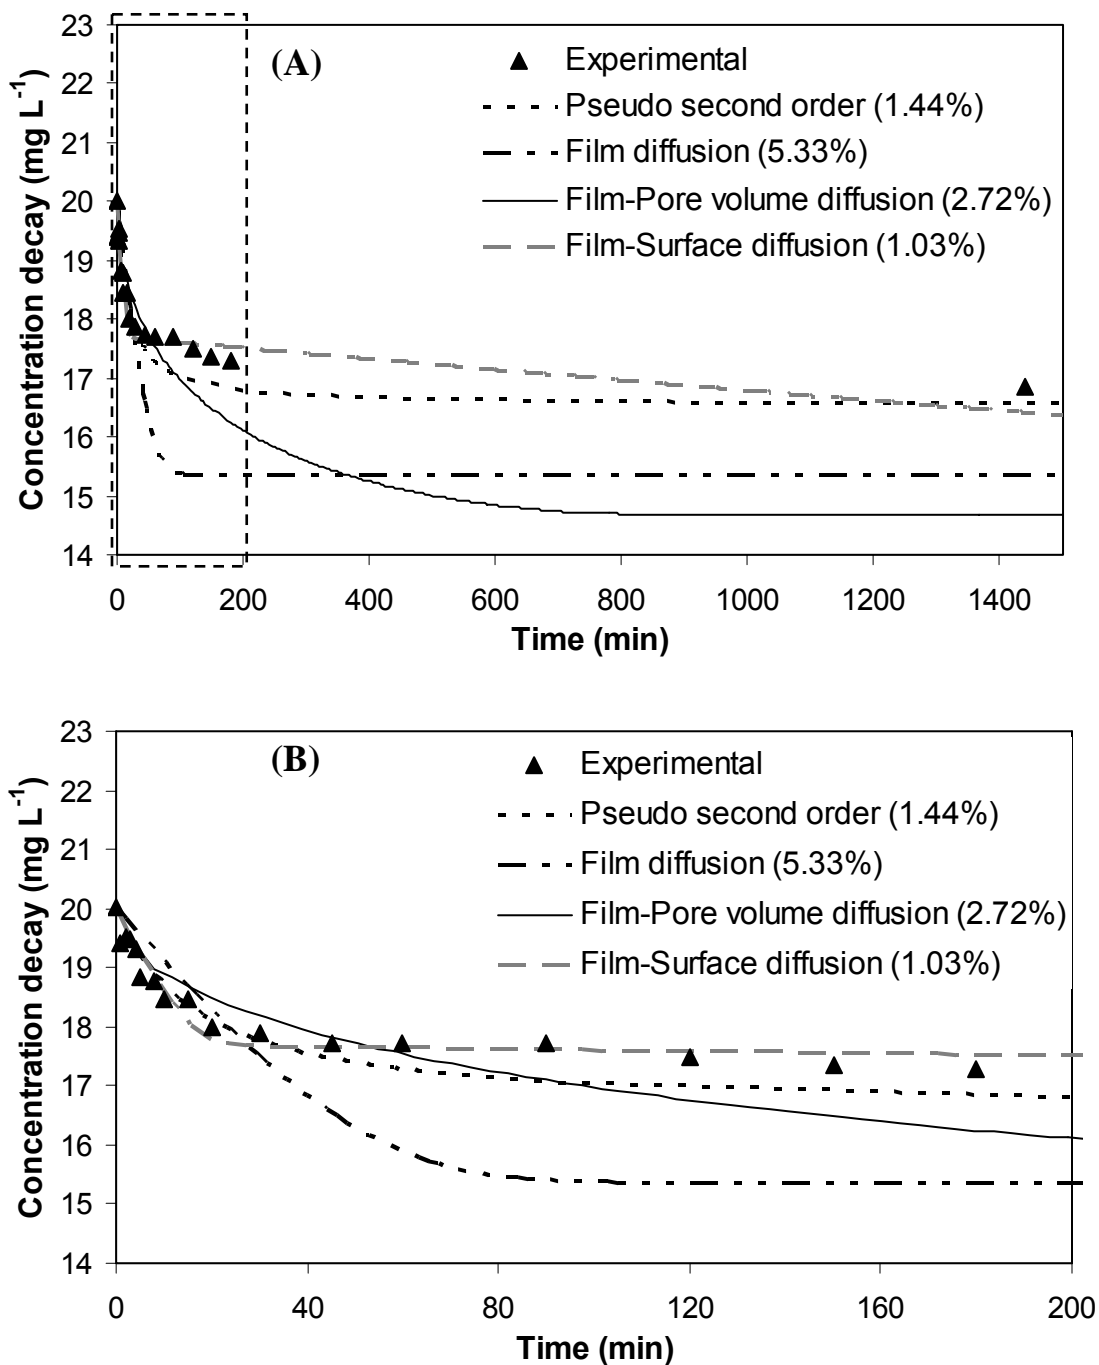 (A)
Experimental
Pseudo second order (1.44%)
Film diffusion (5.33%)
Film-Pore volume diffusion (2.72%)
Film-Surface diffusion (1.03%)
Concentration decay (mg L-1)
23
22
21
20
19
18
17
16
15
14
0 200 400 600 800 1000 1200 1400
Time (min)
(B)
Experimental
Pseudo second order (1.44%)
Film diffusion (5.33%)
Film-Pore volume diffusion (2.72%)
Film-Surface diffusion (1.03%)
Concentration decay (mg L-1)
23
22
21
20
19
18
17
16
15
14
0 40 80 120 160 200
Time (min)